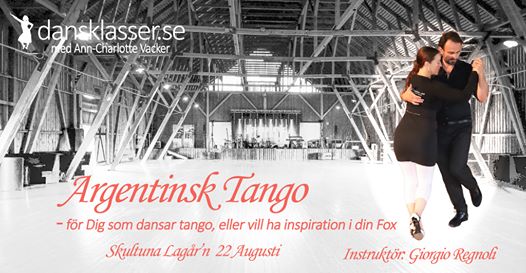 dansklasser.se
med Ann-Charlotte Vacker
Argentinsk Tango
– för Dig som dansar tango, eller vill ha inspiration i din Fox
Skultuna Lagår'n 22 Augusti
Instruktör: Giorgio Regnoli